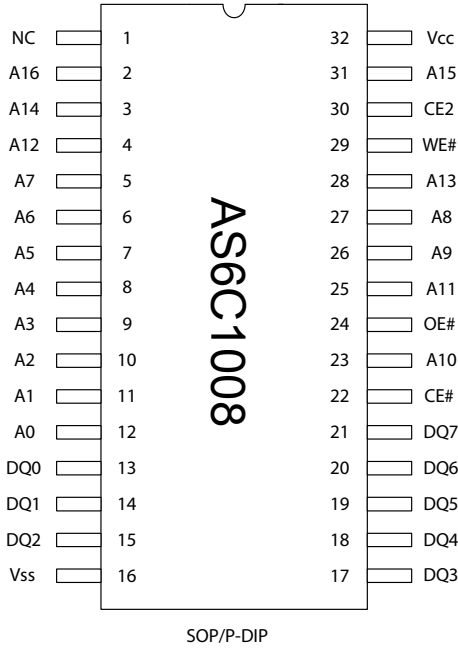 NC 1 32 Vcc
A16 2 31 A15
A14 3 30 CE2
A12 4 29 WE#
A7 5 28 A13
A6 6 27 A8
A5 7 26 A9
A4 8 25 A11
A3 9 24 OE#
A2 10 23 A10
A1 11 22 CE#
A0 12 21 DQ7
DQ0 13 20 DQ6
DQ1 14 19 DQ5
DQ2 15 18 DQ4
Vss 16 17 DQ3
AS6C1008
SOP/P-DIP